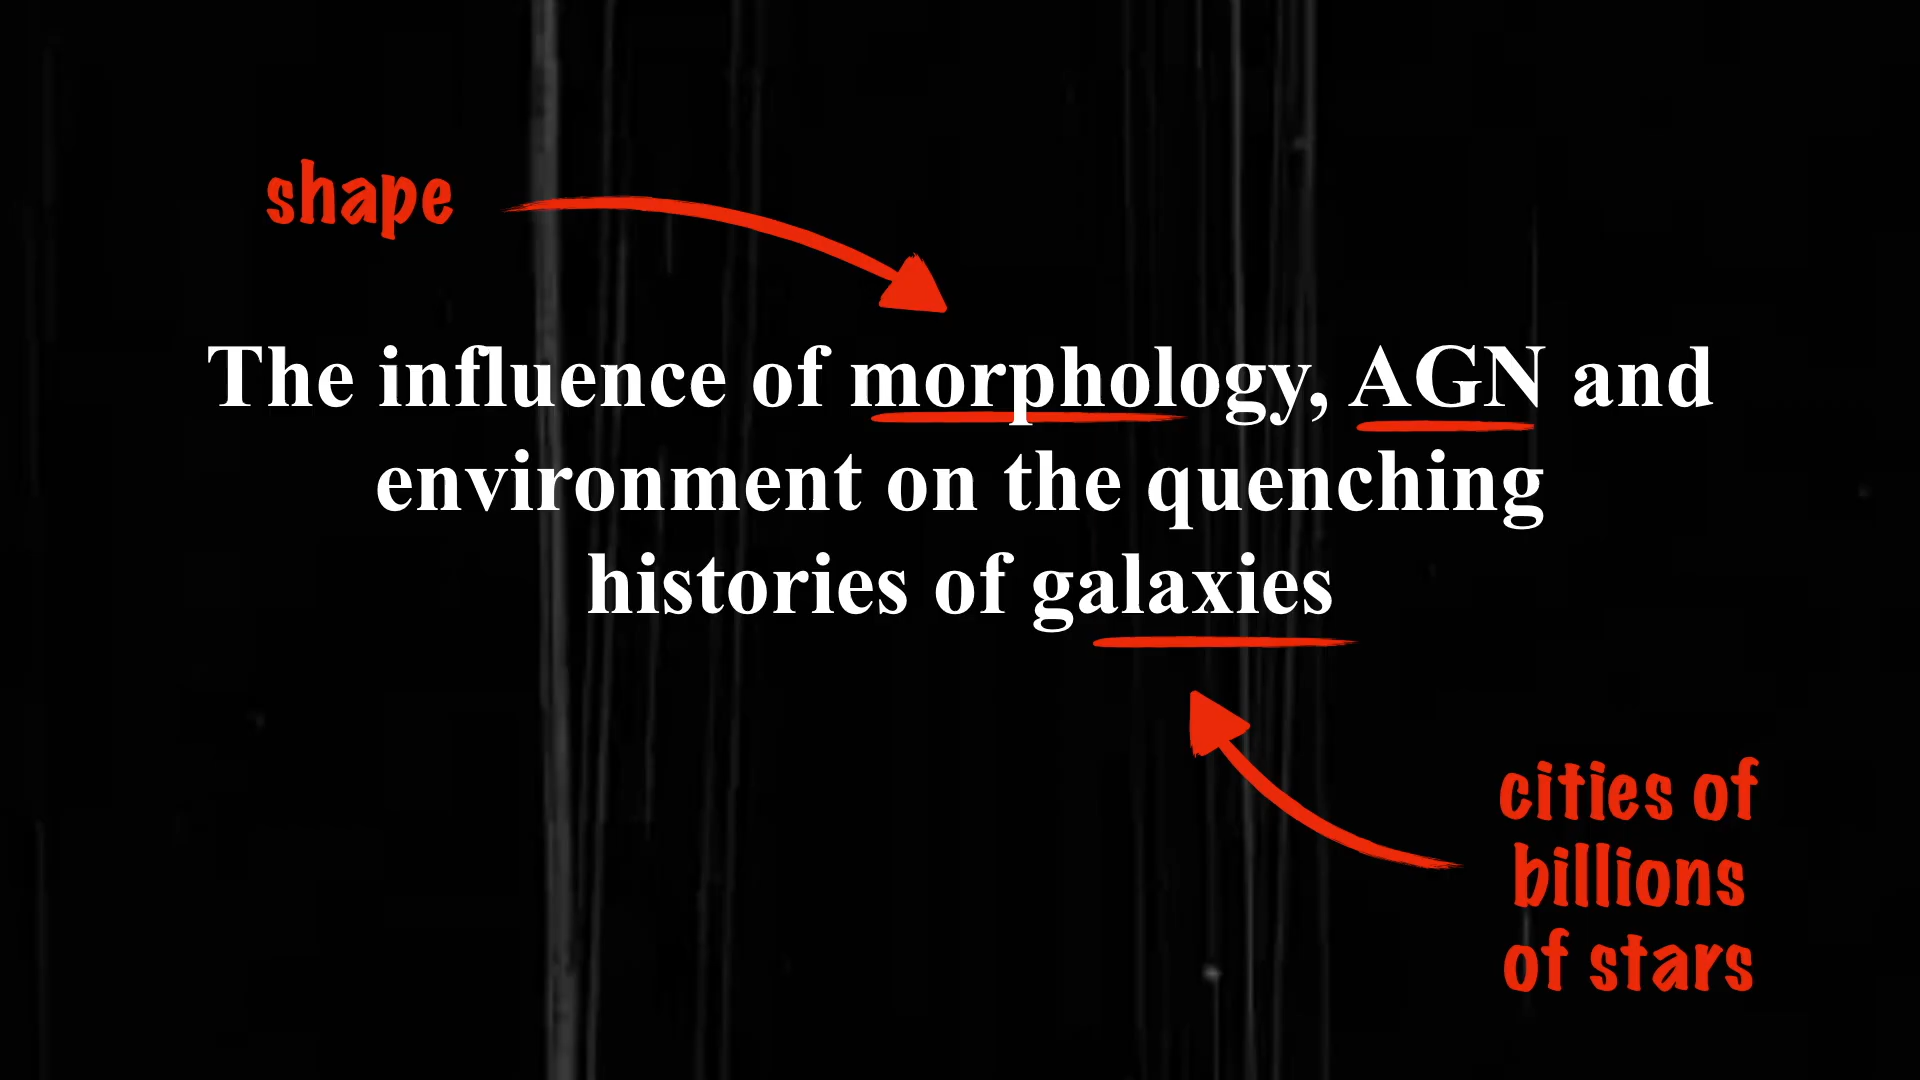 shape
The influence of morphology, AGN and
environment on the quenching
histories of galaxies
cities of
billions
of stars